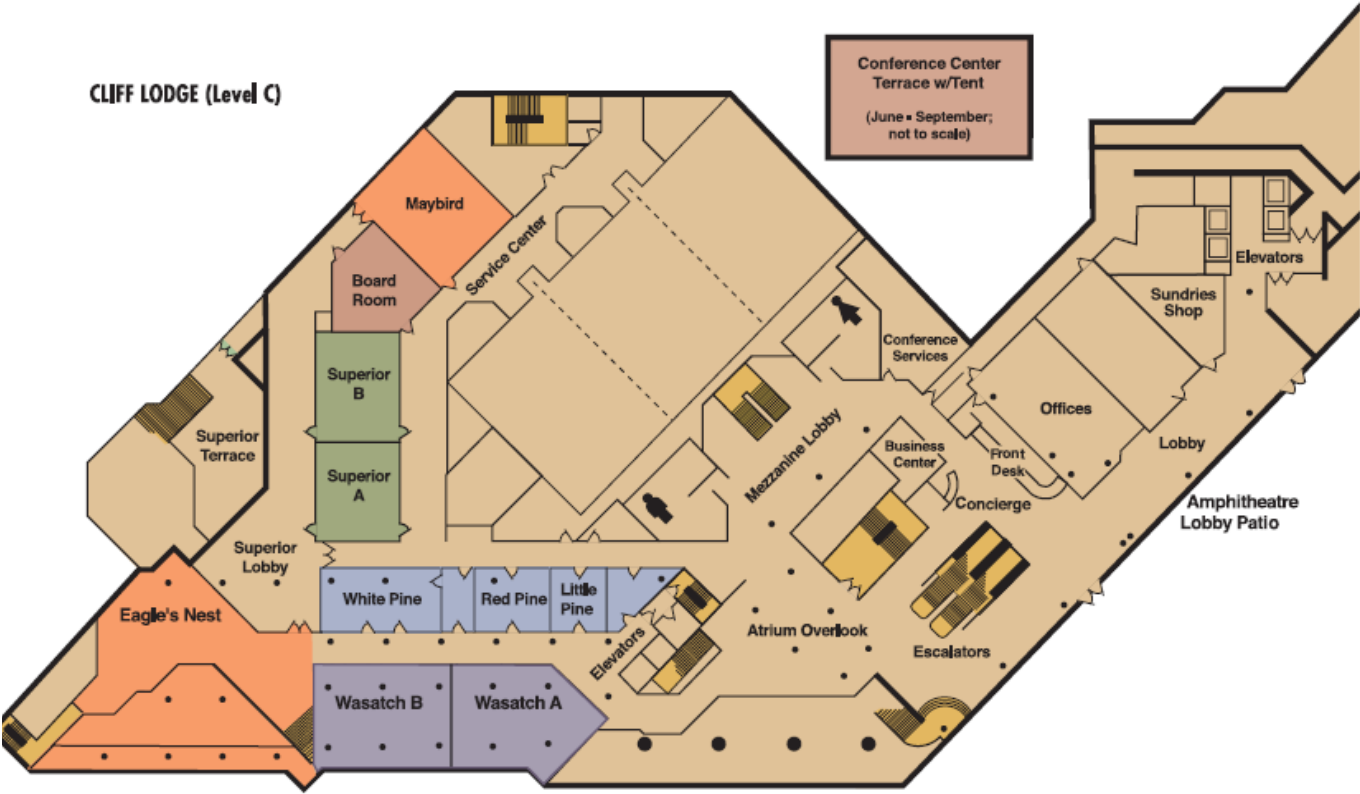 CLIFF LODGE (Level C)
Conference Center
Terrace w/Tent
(June - September;
not to scale)
Maybird
Service Center
Board
Room
Elevators
Sundries
Shop
Conference
Services
Superior
B
Offices
Superior
Terrace
Mezzanine Lobby
Business
Center
Front
Desk
Lobby
Superior
A
Concierge
Amphitheatre
Lobby Patio
Superior
Lobby
White Pine
Red Pine
Little
Pine
Eagle's Nest
Elevators
Atrium Overlook
Escalators
Wasatch B
Wasatch A